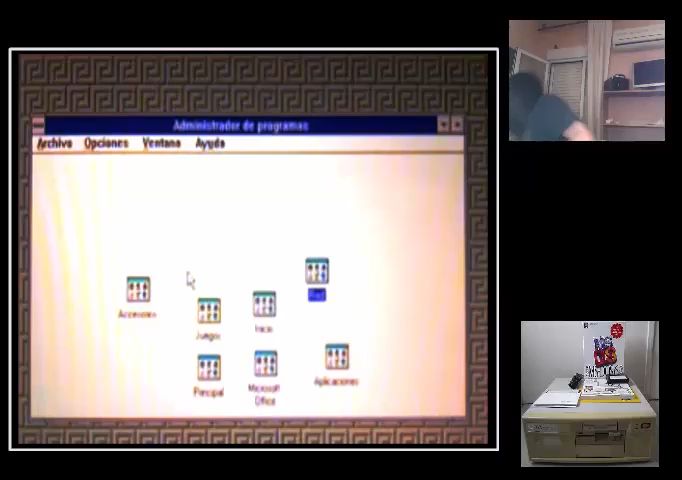 Administrador de programas
Archivo Opciones Ventana Ayuda
Accesorios
Juegos
Inicio
Red
Principal
Microsoft
Office
Aplicaciones